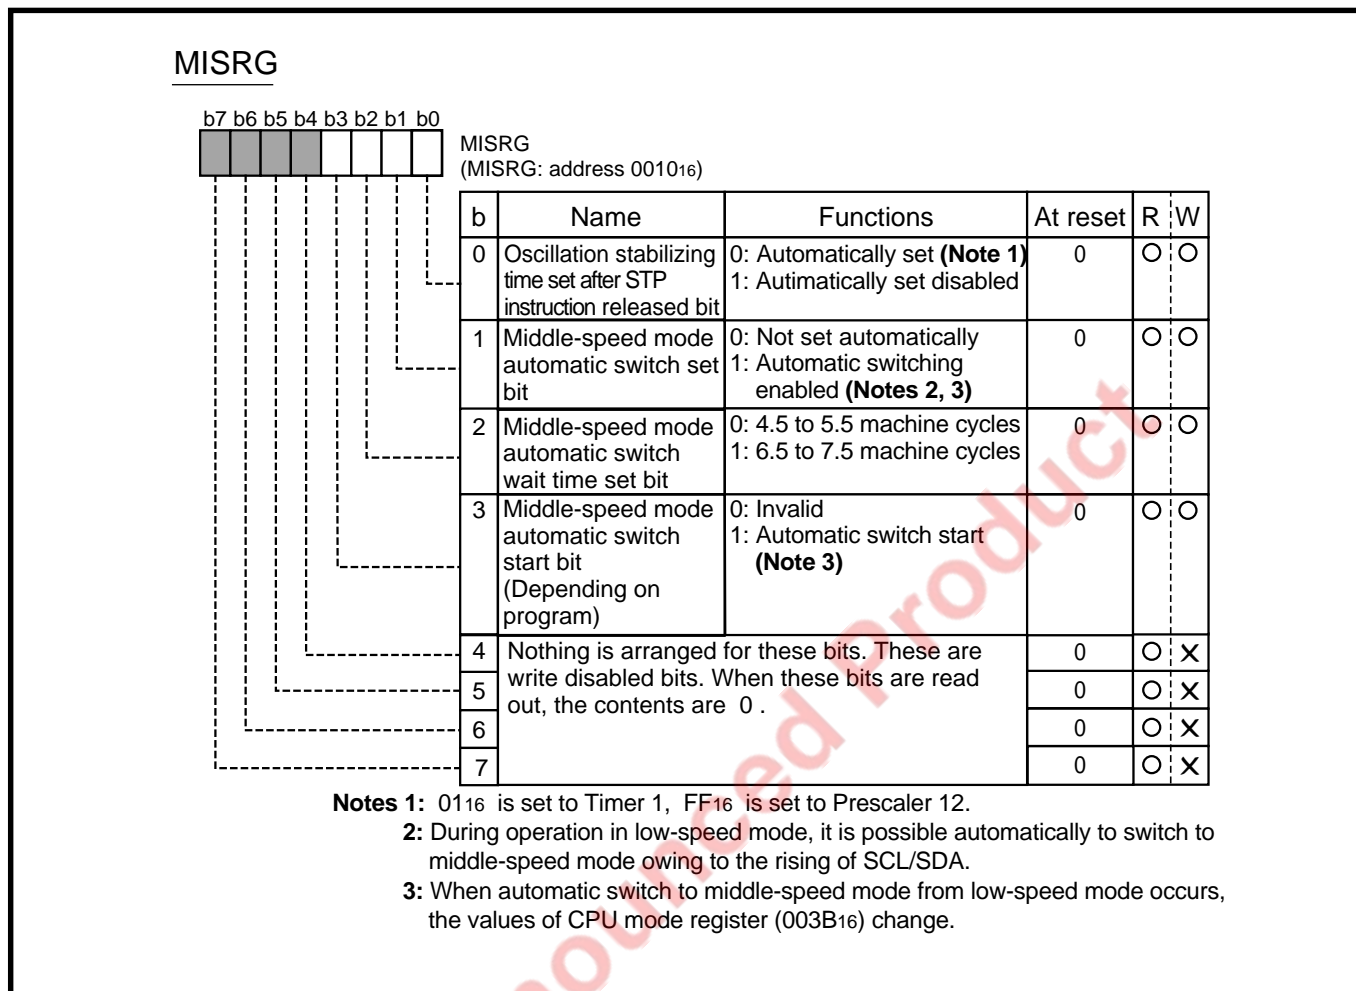 MISRG
b7 b6 b5 b4 b3 b2 b1 b0
MISRG
(MISRG: address 001016)
b Name Functions At reset R W
0 Oscillation stabilizing time set after STP instruction released bit 0: Automatically set (Note 1) 1: Autimatically set disabled 0 O O
1 Middle-speed mode automatic switch set bit 0: Not set automatically 1: Automatic switching enabled (Notes 2, 3) 0 O O
2 Middle-speed mode automatic switch wait time set bit 0: 4.5 to 5.5 machine cycles 1: 6.5 to 7.5 machine cycles 0 O O
3 Middle-speed mode automatic switch start bit (Depending on program) 0: Invalid 1: Automatic switch start (Note 3) 0 O O
4 Nothing is arranged for these bits. These are write disabled bits. When these bits are read out, the contents are 0 . 0 O X
5 0 O X
6 0 O X
7 0 O X
Notes 1: 0116 is set to Timer 1, FF16 is set to Prescaler 12.
2: During operation in low-speed mode, it is possible automatically to switch to
middle-speed mode owing to the rising of SCL/SDA.
3: When automatic switch to middle-speed mode from low-speed mode occurs,
the values of CPU mode register (003B16) change.
ounced Product